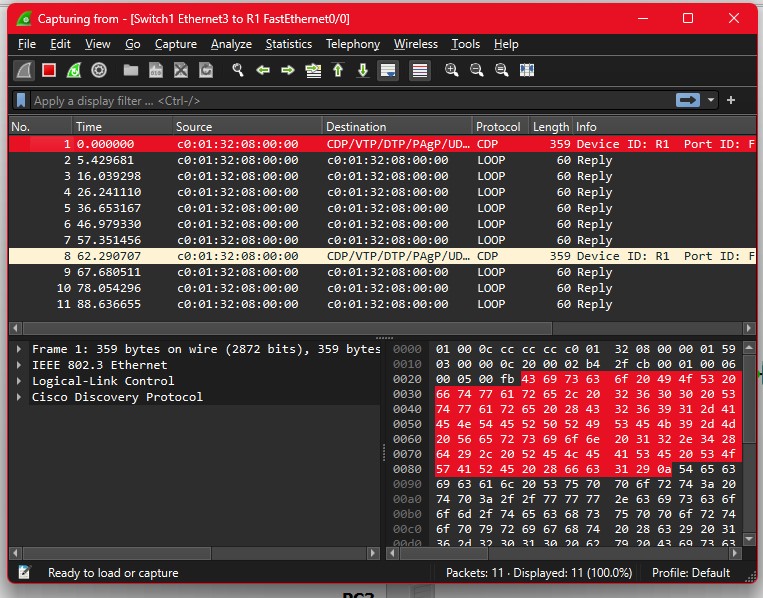 Capturing from - [Switch1 Ethernet3 to R1 FastEthernet0/0]
File Edit View Go Capture Analyze Statistics Telephony Wireless Tools Help
Apply a display filter ... <Ctrl-/>
No. Time Source Destination Protocol Length Info
1 0.000000 c0:01:32:08:00:00 CDP/VTP/DTP/PAgP/UD… CDP 359 Device ID: R1 Port ID: F
2 5.429681 c0:01:32:08:00:00 c0:01:32:08:00:00 LOOP 60 Reply
3 16.039298 c0:01:32:08:00:00 c0:01:32:08:00:00 LOOP 60 Reply
4 26.241110 c0:01:32:08:00:00 c0:01:32:08:00:00 LOOP 60 Reply
5 36.653167 c0:01:32:08:00:00 c0:01:32:08:00:00 LOOP 60 Reply
6 46.979330 c0:01:32:08:00:00 c0:01:32:08:00:00 LOOP 60 Reply
7 57.351456 c0:01:32:08:00:00 c0:01:32:08:00:00 LOOP 60 Reply
8 62.290707 c0:01:32:08:00:00 CDP/VTP/DTP/PAgP/UD… CDP 359 Device ID: R1 Port ID: F
9 67.680511 c0:01:32:08:00:00 c0:01:32:08:00:00 LOOP 60 Reply
10 78.054296 c0:01:32:08:00:00 c0:01:32:08:00:00 LOOP 60 Reply
11 88.636655 c0:01:32:08:00:00 c0:01:32:08:00:00 LOOP 60 Reply
Frame 1: 359 bytes on wire (2872 bits), 359 bytes
IEEE 802.3 Ethernet
Logical-Link Control
Cisco Discovery Protocol
0000 01 00 0c cc cc cc c0 01 32 08 00 00 01 59
0010 03 00 00 0c 20 00 02 b4 2f cb 00 01 00 06
0020 00 05 00 fb 43 69 73 63 6f 20 49 4f 53 20
0030 66 74 77 61 72 65 2c 20 32 36 30 30 20 53
0040 74 77 61 72 65 20 28 43 32 36 39 31 2d 41
0050 45 4e 54 45 52 50 52 49 53 45 4b 39 2d 4d
0060 20 56 65 72 73 69 6f 6e 20 31 32 2e 34 28
0070 64 29 2c 20 52 45 4c 45 41 53 45 20 53 4f
0080 57 41 52 45 20 28 66 63 31 29 0a 54 65 63
0090 69 63 61 6c 20 53 75 70 70 6f 72 74 3a 20
00a0 74 70 3a 2f 2f 77 77 77 2e 63 69 73 63 6f
00b0 6f 6d 2f 74 65 63 68 73 75 70 70 6f 72 74
00c0 6f 70 79 72 69 67 68 74 20 28 63 29 20 31
00d0 36 2d 32 30 31 30 20 62 79 20 43 69 73 63
Ready to load or capture Packets: 11 · Displayed: 11 (100.0%) Profile: Default
PC2